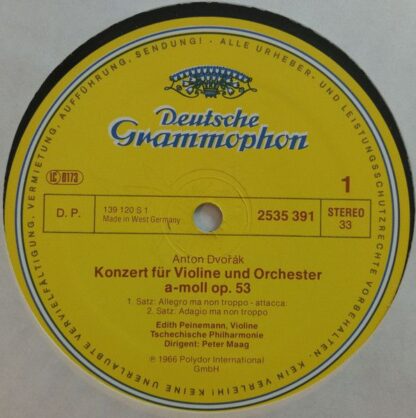 ALLE URHEBER- UND LEISTUNGSSCHUTZRECHTE VORBEHALTEN · KEIN VERLEIH! KEINE UNERLAUBTE VERVIELFÄLTIGUNG, VERMIETUNG, AUFFÜHRUNG, SENDUNG! ·
Deutsche
Grammophon
LC 0173
1
D. P.
139 120 S 1
Made in West Germany
2535 391
STEREO
33
Anton Dvořák
Konzert für Violine und Orchester
a-moll op. 53
1. Satz: Allegro ma non troppo - attacca:
2. Satz: Adagio ma non troppo
Edith Peinemann, Violine
Tschechische Philharmonie
Dirigent: Peter Maag
℗ 1966 Polydor International
GmbH